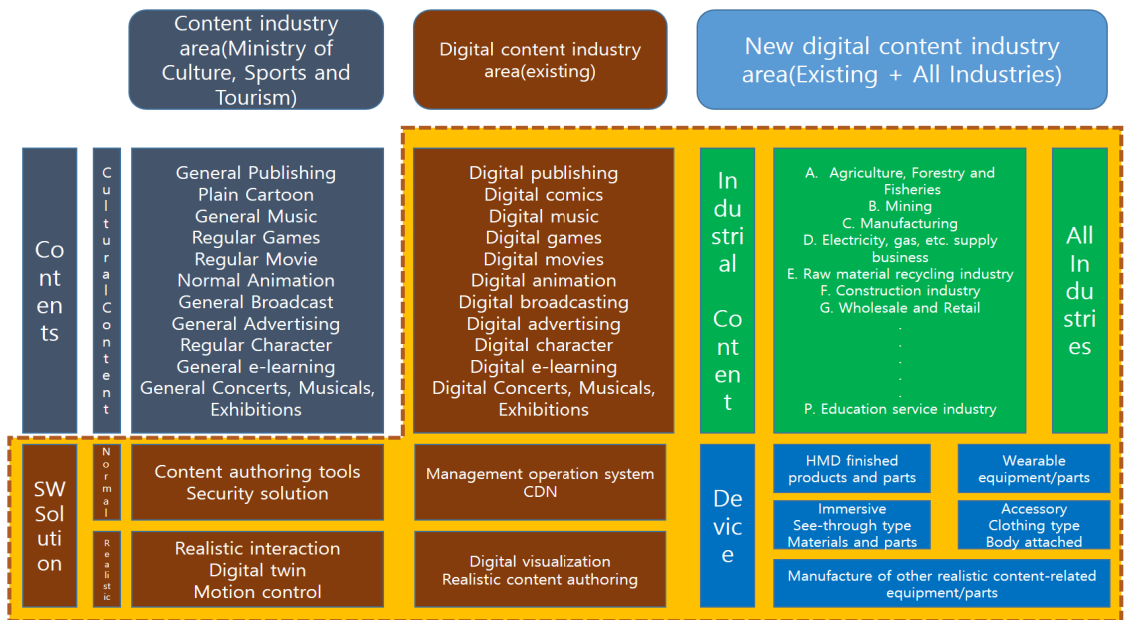 Content industry
area(Ministry of
Culture, Sports and
Tourism)
Digital content industry
area(existing)
New digital content industry
area(Existing + All Industries)
Co
nt
en
ts
C
u
l
t
u
r
a
l
C
o
n
t
e
n
t
General Publishing
Plain Cartoon
General Music
Regular Games
Regular Movie
Normal Animation
General Broadcast
General Advertising
Regular Character
General e-learning
General Concerts, Musicals,
Exhibitions
Digital publishing
Digital comics
Digital music
Digital games
Digital movies
Digital animation
Digital broadcasting
Digital advertising
Digital character
Digital e-learning
Digital Concerts, Musicals,
Exhibitions
In
du
stri
al
Co
nt
en
t
A. Agriculture, Forestry and
Fisheries
B. Mining
C. Manufacturing
D. Electricity, gas, etc. supply
business
E. Raw material recycling industry
F. Construction industry
G. Wholesale and Retail
.
.
.
.
.
P. Education service industry
All
In
du
stri
es
SW
Sol
uti
on
N
o
r
m
a
l
Content authoring tools
Security solution
Management operation system
CDN
R
e
a
l
i
s
t
i
c
Realistic interaction
Digital twin
Motion control
Digital visualization
Realistic content authoring
De
vic
e
HMD finished
products and parts
Wearable
equipment/parts
Immersive
See-through type
Materials and parts
Accessory
Clothing type
Body attached
Manufacture of other realistic content-related
equipment/parts